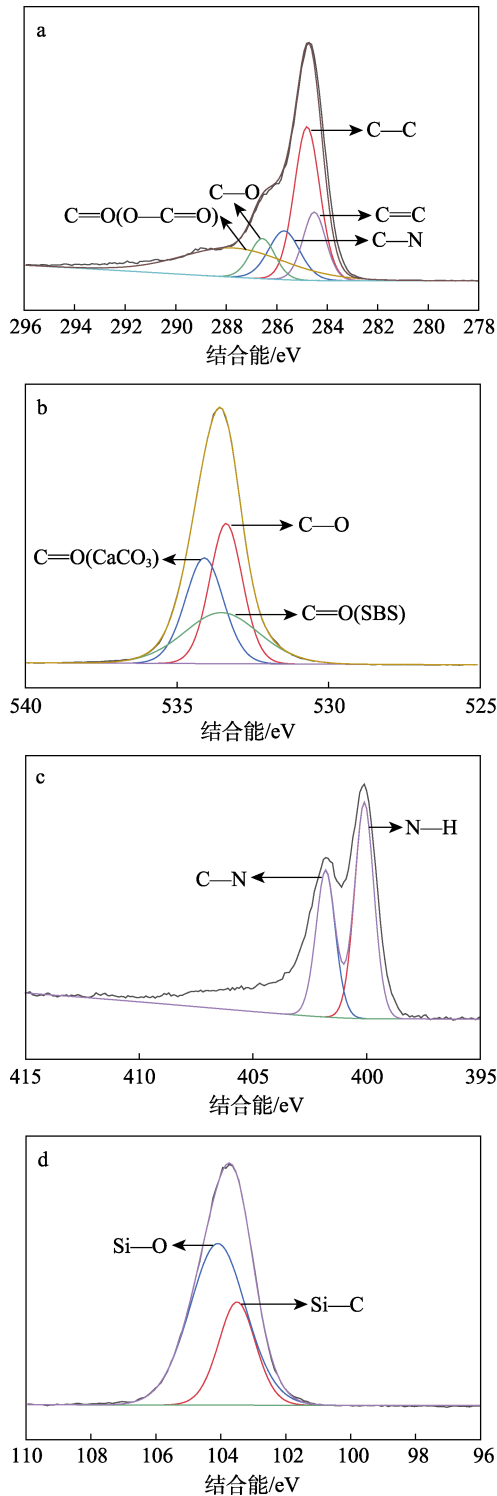 a
C—C
C—O
C═O(O—C═O)
C═C
C—N
296 294 292 290 288 286 284 282 280 278
结合能/eV
b
C—O
C═O(CaCO₃)
C═O(SBS)
540 535 530 525
结合能/eV
c
N—H
C—N
415 410 405 400 395
结合能/eV
d
Si—O
Si—C
110 108 106 104 102 100 98 96
结合能/eV